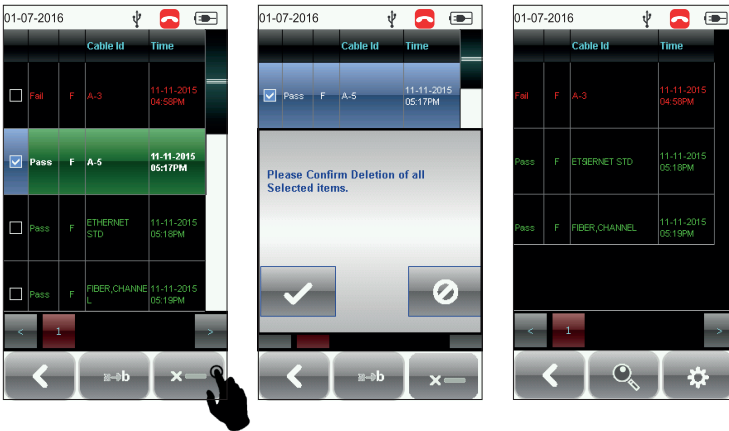 01-07-2016
Cable Id Time
Fail F A-3 11-11-2015
04:58PM
Pass F A-5 11-11-2015
05:17PM
Pass F ETHERNET
STD 11-11-2015
05:18PM
Pass F FIBER,CHANNE
L 11-11-2015
05:19PM
< 1 >
b
01-07-2016
Cable Id Time
Pass F A-5 11-11-2015
05:17PM
Please Confirm Deletion of all
Selected items.
b
01-07-2016
Cable Id Time
Fail F A-3 11-11-2015
04:58PM
Pass F ETSIERNET STD 11-11-2015
05:18PM
Pass F FIBER,CHANNEL 11-11-2015
05:19PM
< 1 >